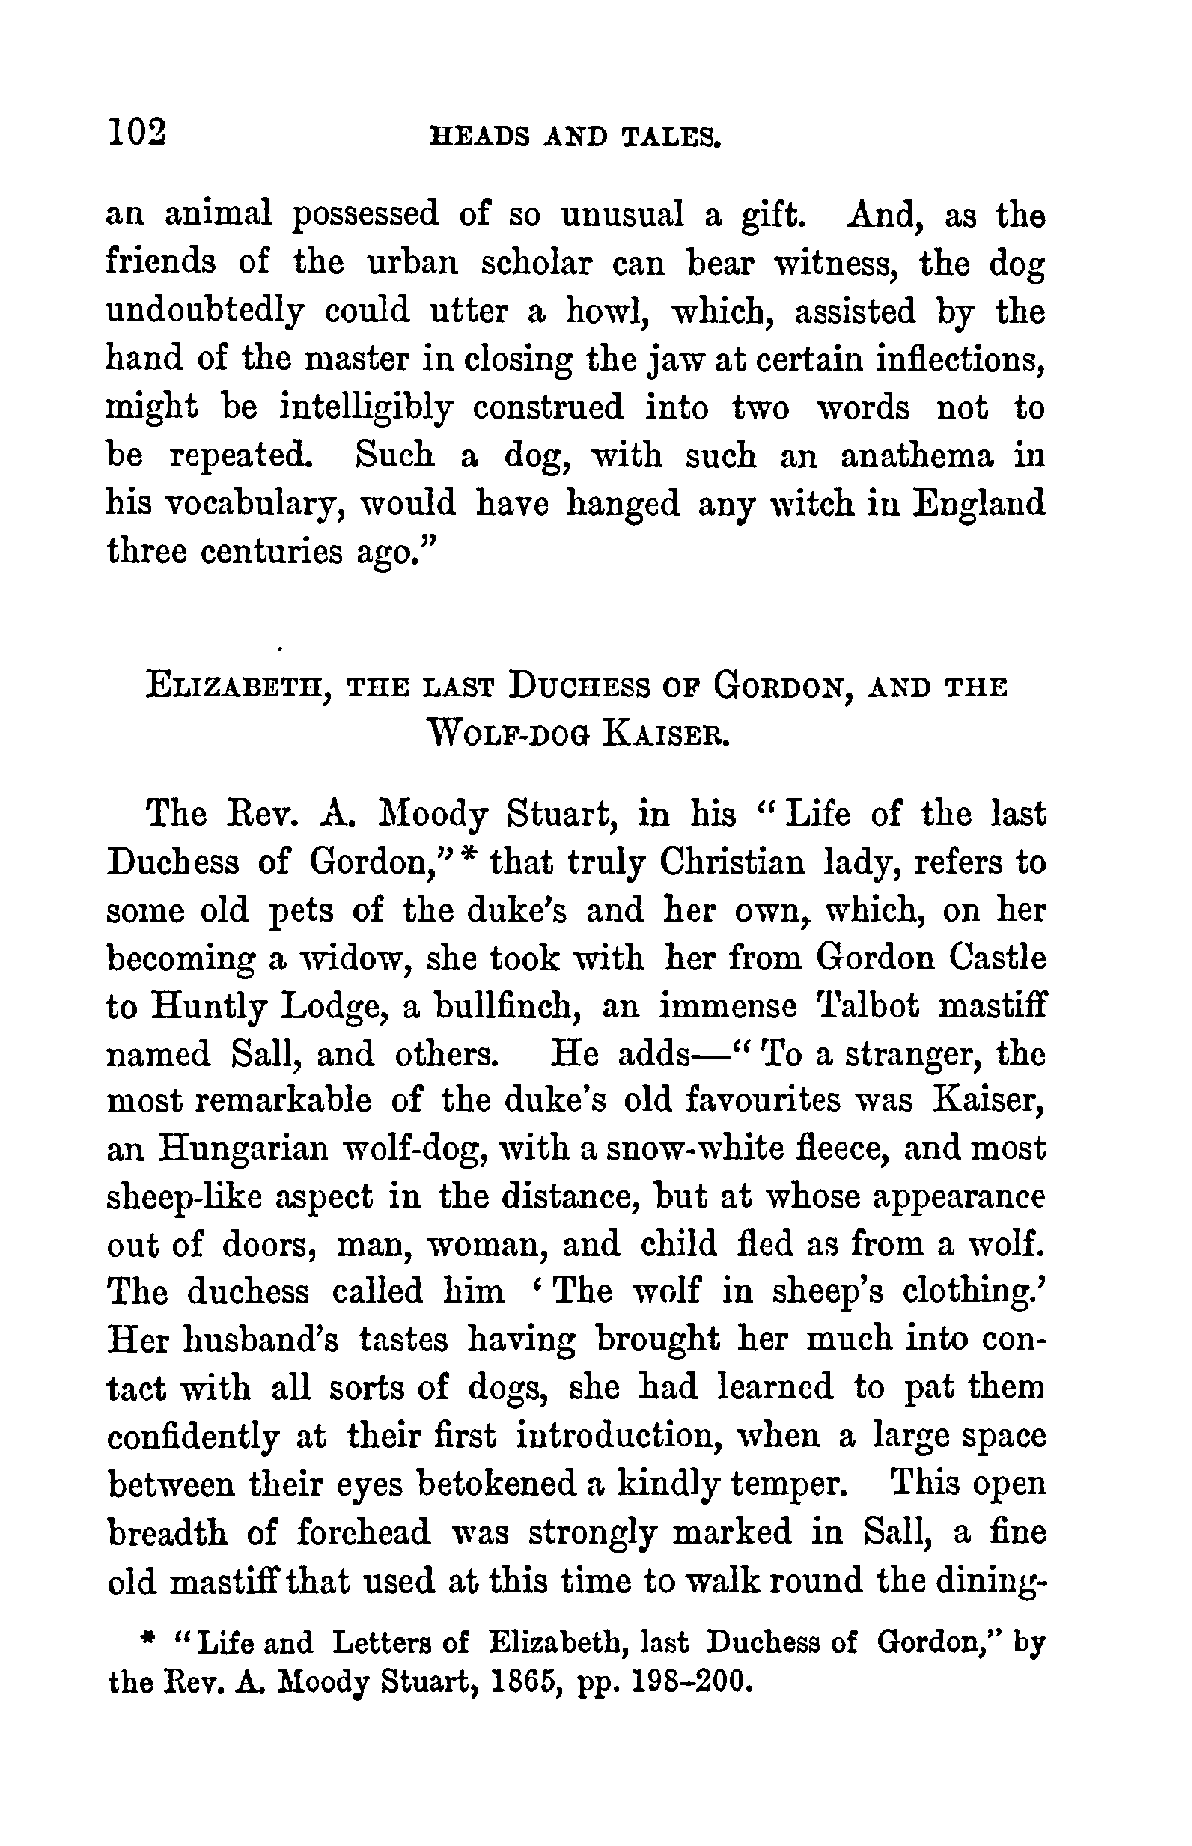 102
HEADS AND TALES.
an animal possessed of so unusual a gift. And, as the
friends of the urban scholar can bear witness, the dog
undoubtedly could utter a howl, which, assisted by the
hand of the master in closing the jaw at certain inflections,
might be intelligibly construed into two words not to
be repeated. Such a dog, with such an anathema in
his vocabulary, would have hanged any witch in England
three centuries ago.”
ELIZABETH, THE LAST DUCHESS OF GORDON, AND THE
WOLF-DOG KAISER.
The Rev. A. Moody Stuart, in his “Life of the last
Duchess of Gordon,”* that truly Christian lady, refers to
some old pets of the duke’s and her own, which, on her
becoming a widow, she took with her from Gordon Castle
to Huntly Lodge, a bullfinch, an immense Talbot mastiff
named Sall, and others. He adds—“To a stranger, the
most remarkable of the duke’s old favourites was Kaiser,
an Hungarian wolf-dog, with a snow-white fleece, and most
sheep-like aspect in the distance, but at whose appearance
out of doors, man, woman, and child fled as from a wolf.
The duchess called him ‘The wolf in sheep’s clothing.’
Her husband’s tastes having brought her much into con-
tact with all sorts of dogs, she had learned to pat them
confidently at their first introduction, when a large space
between their eyes betokened a kindly temper. This open
breadth of forehead was strongly marked in Sall, a fine
old mastiff that used at this time to walk round the dining-
* “Life and Letters of Elizabeth, last Duchess of Gordon,” by
the Rev. A. Moody Stuart, 1865, pp. 198–200.